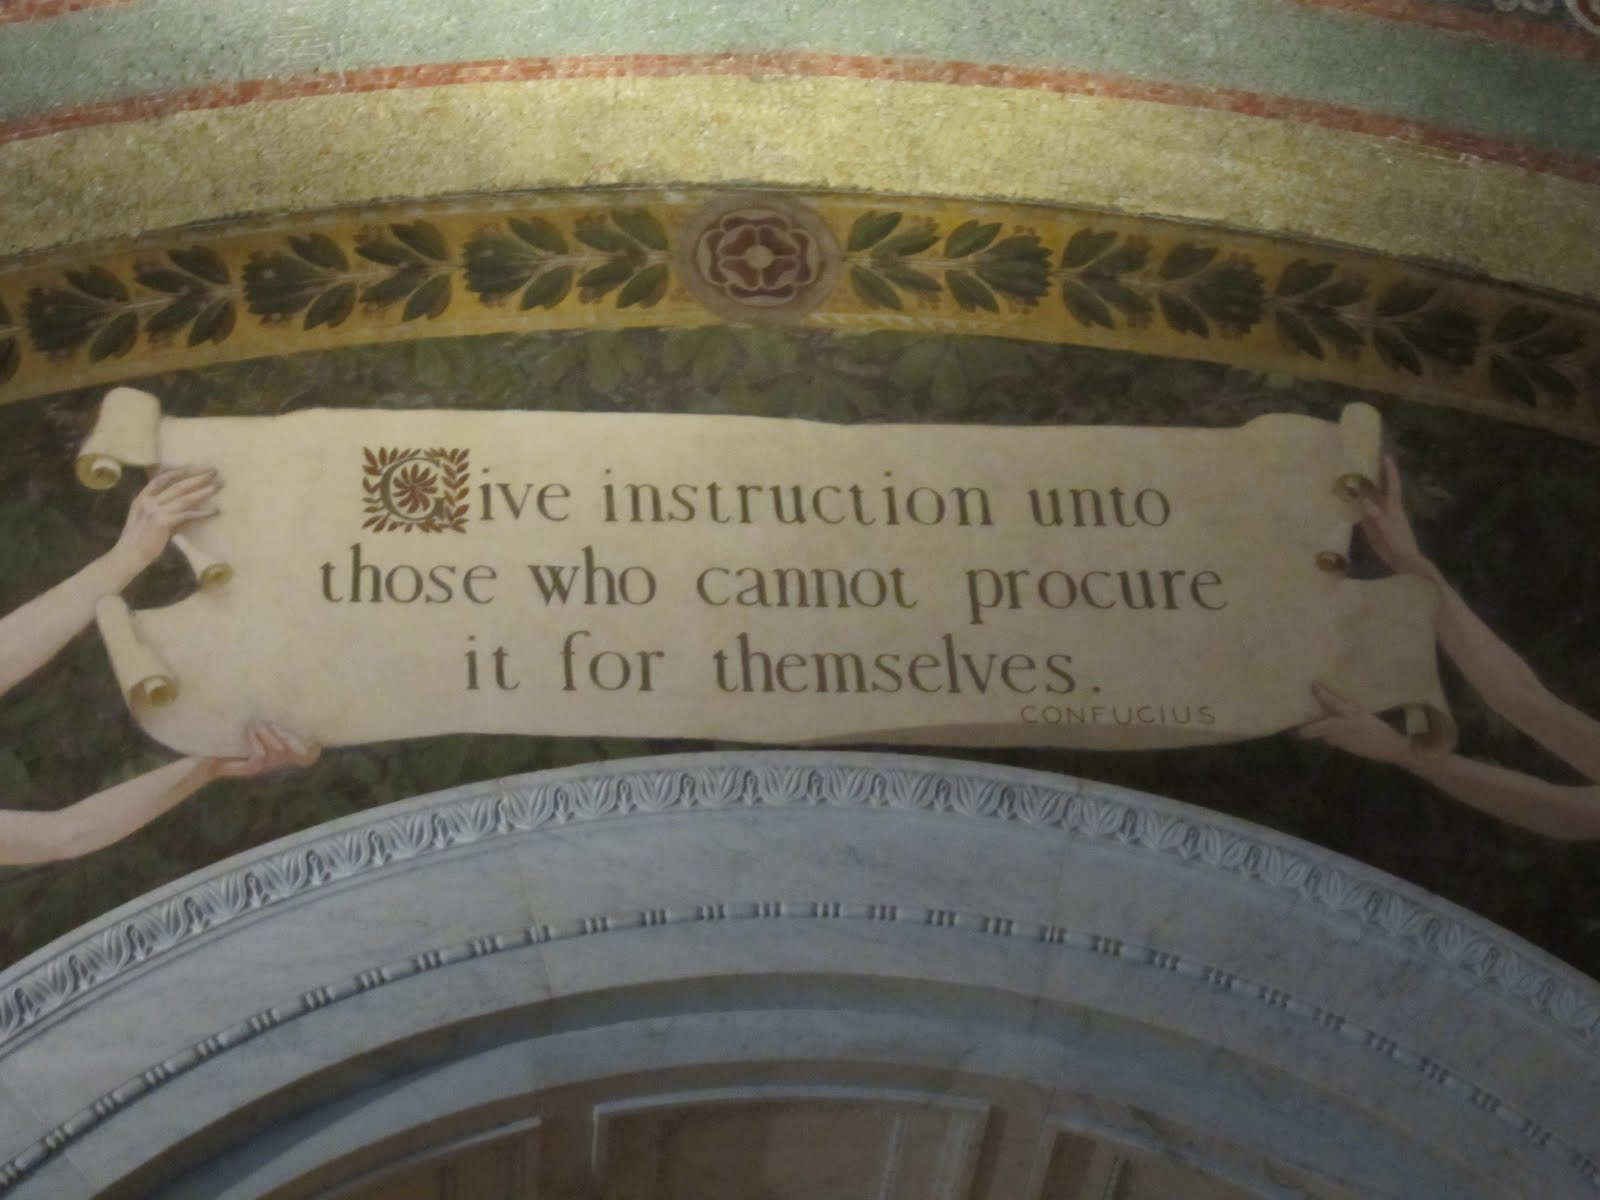 Give instruction unto
those who cannot procure
it for themselves.
CONFUCIUS